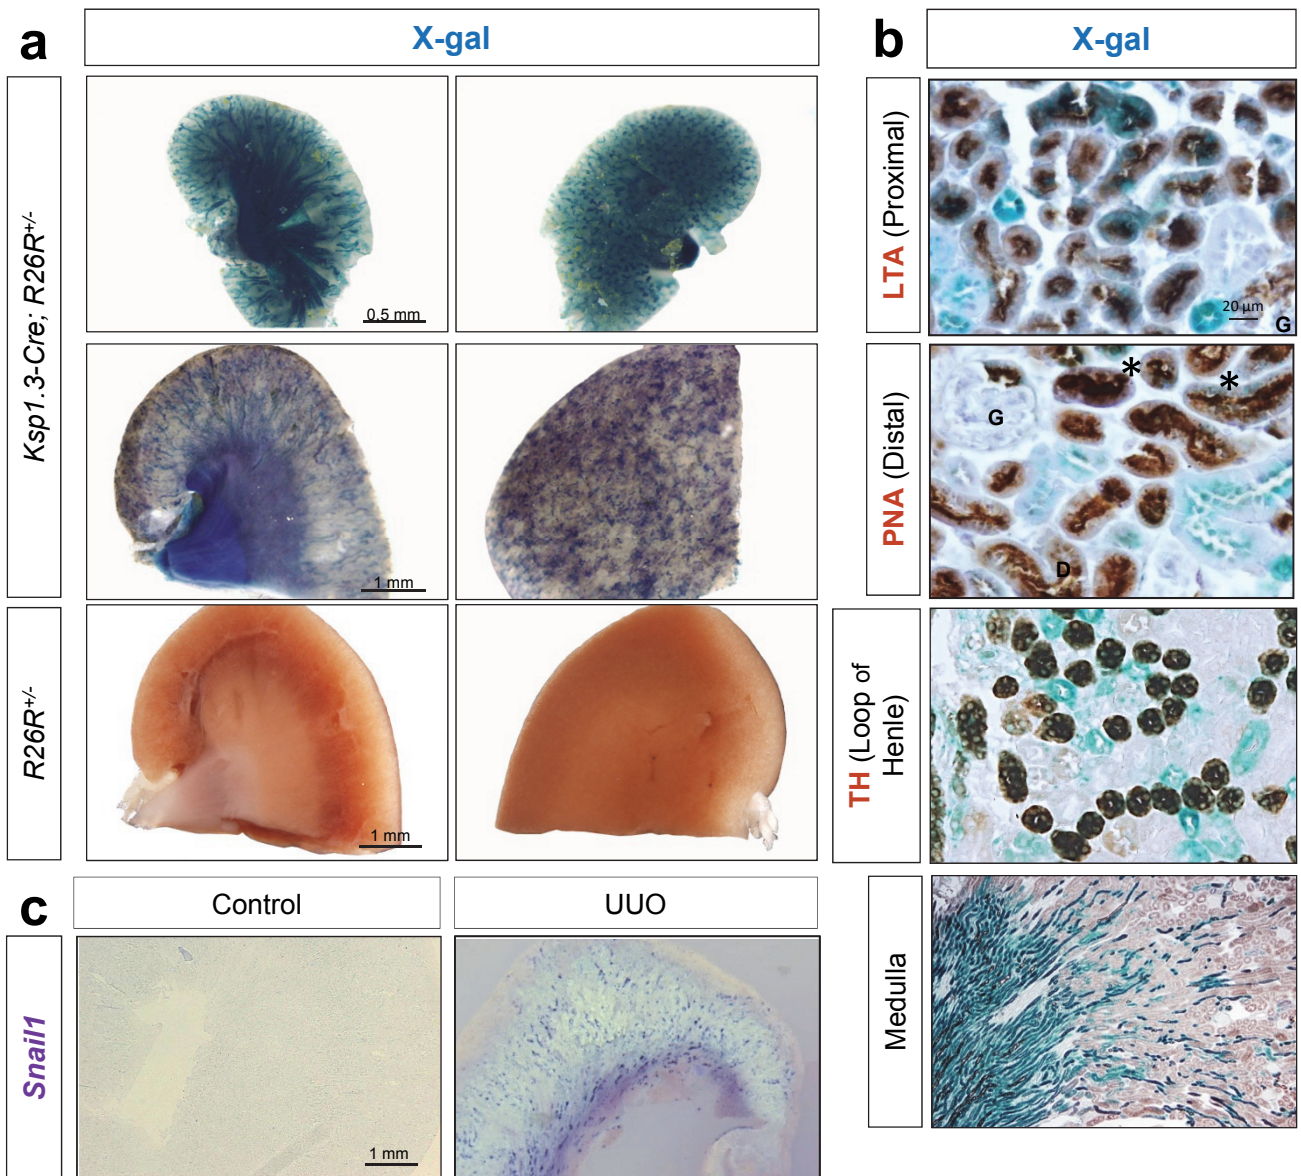 a
X-gal
Ksp1.3-Cre; R26R+/-
0.5 mm
1 mm
R26R+/-
1 mm
b
X-gal
LTA (Proximal)
20 µm
G
PNA (Distal)
*
*
G
D
TH (Loop of
Henle)
Medulla
c
Control
UUO
Snail1
1 mm